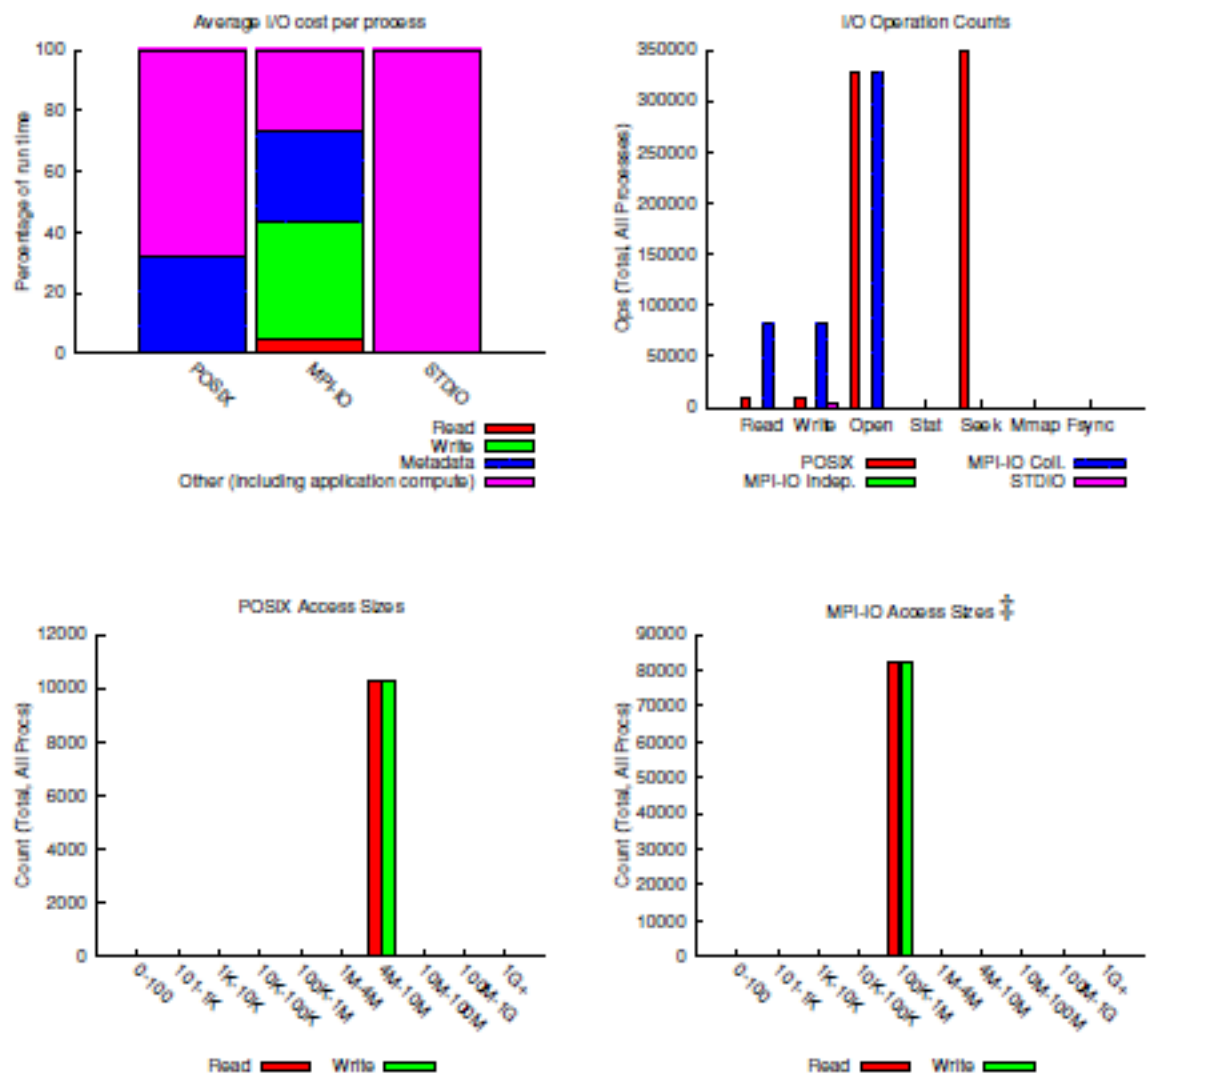 Average I/O cost per process
Percentage of runtime
100
80
60
40
20
0
POSIX
MPI-IO
STDIO
Read
Write
Metadata
Other (including application compute)
I/O Operation Counts
Ops (Total, All Processes)
350000
300000
250000
200000
150000
100000
50000
0
Read Write Open Stat Seek Mmap Fsync
POSIX MPI-IO Coll.
MPI-IO Indep. STDIO
POSIX Access Sizes
Count (Total, All Procs)
12000
10000
8000
6000
4000
2000
0
0-100
101-1K
1K-10K
10K-100K
100K-1M
1M-4M
4M-10M
10M-100M
100M-1G
1G+
Read Write
MPI-IO Access Sizes ‡
Count (Total, All Procs)
90000
80000
70000
60000
50000
40000
30000
20000
10000
0
0-100
101-1K
1K-10K
10K-100K
100K-1M
1M-4M
4M-10M
10M-100M
100M-1G
1G+
Read Write